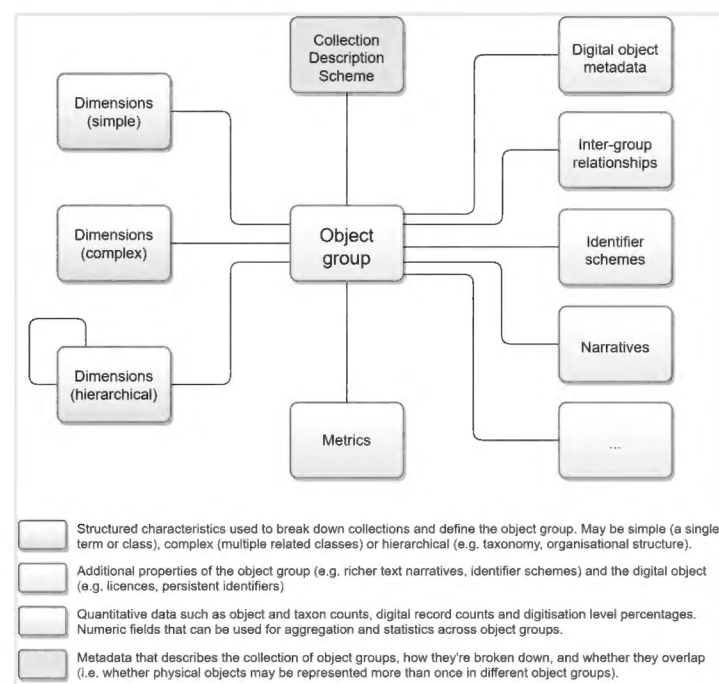 Collection
Description
Scheme
Digital object
metadata
Dimensions
(simple)
Inter-group
relationships
Dimensions
(complex)
Object
group
Identifier
schemes
Dimensions
(hierarchical)
Narratives
Metrics
...
Structured characteristics used to break down collections and define the object group. May be simple (a single
term or class), complex (multiple related classes) or hierarchical (e.g. taxonomy, organisational structure).
Additional properties of the object group (e.g. richer text narratives, identifier schemes) and the digital object
(e.g. licences, persistent identifiers)
Quantitative data such as object and taxon counts, digital record counts and digitisation level percentages.
Numeric fields that can be used for aggregation and statistics across object groups.
Metadata that describes the collection of object groups, how they're broken down, and whether they overlap
(i.e. whether physical objects may be represented more than once in different object groups).